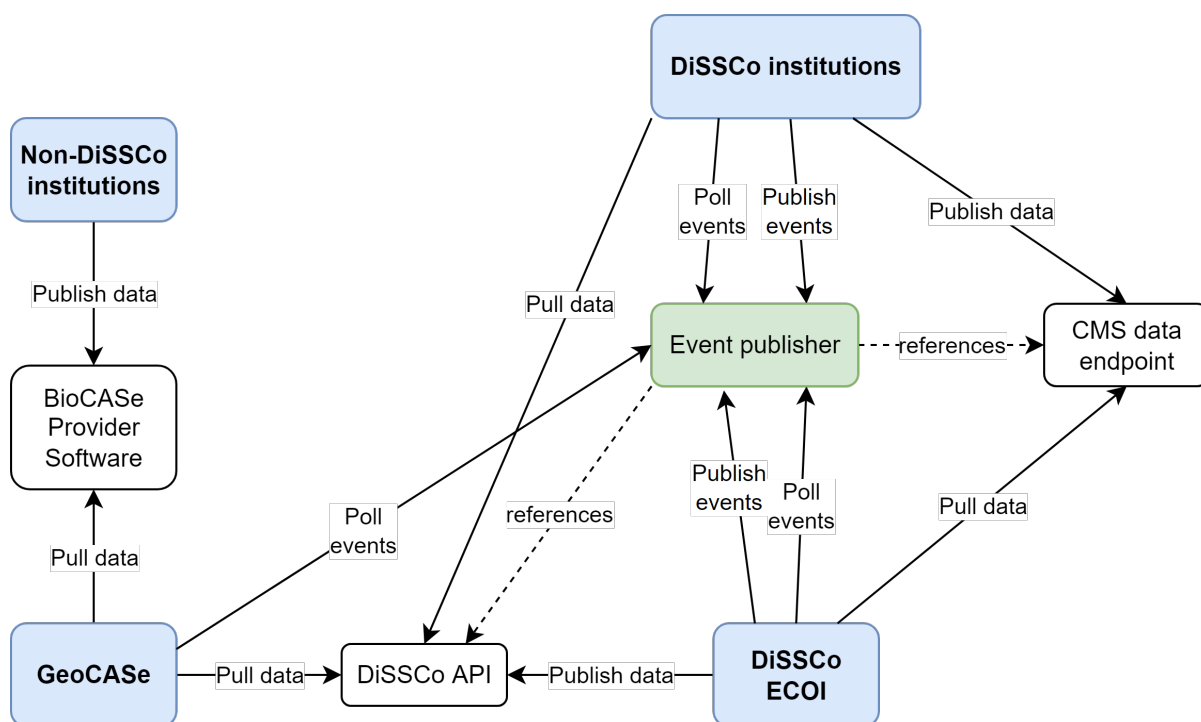 DiSSCo institutions
Non-DiSSCo
institutions
Poll
events
Publish
events
Publish data
Publish data
Pull data
Event publisher
references
CMS data
endpoint
BioCASe
Provider
Software
Publish
events
Poll
events
Pull data
Poll
events
references
Pull data
GeoCASe
Pull data
DiSSCo API
Publish data
DiSSCo
ECOI